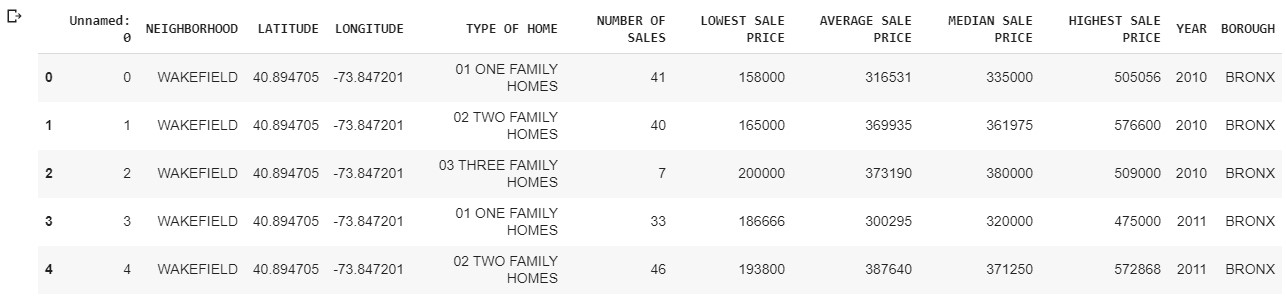 Unnamed: 0 NEIGHBORHOOD LATITUDE LONGITUDE TYPE OF HOME NUMBER OF SALES LOWEST SALE PRICE AVERAGE SALE PRICE MEDIAN SALE PRICE HIGHEST SALE PRICE YEAR BOROUGH
0 0 WAKEFIELD 40.894705 -73.847201 01 ONE FAMILY HOMES 41 158000 316531 335000 505056 2010 BRONX
1 1 WAKEFIELD 40.894705 -73.847201 02 TWO FAMILY HOMES 40 165000 369935 361975 576600 2010 BRONX
2 2 WAKEFIELD 40.894705 -73.847201 03 THREE FAMILY HOMES 7 200000 373190 380000 509000 2010 BRONX
3 3 WAKEFIELD 40.894705 -73.847201 01 ONE FAMILY HOMES 33 186666 300295 320000 475000 2011 BRONX
4 4 WAKEFIELD 40.894705 -73.847201 02 TWO FAMILY HOMES 46 193800 387640 371250 572868 2011 BRONX